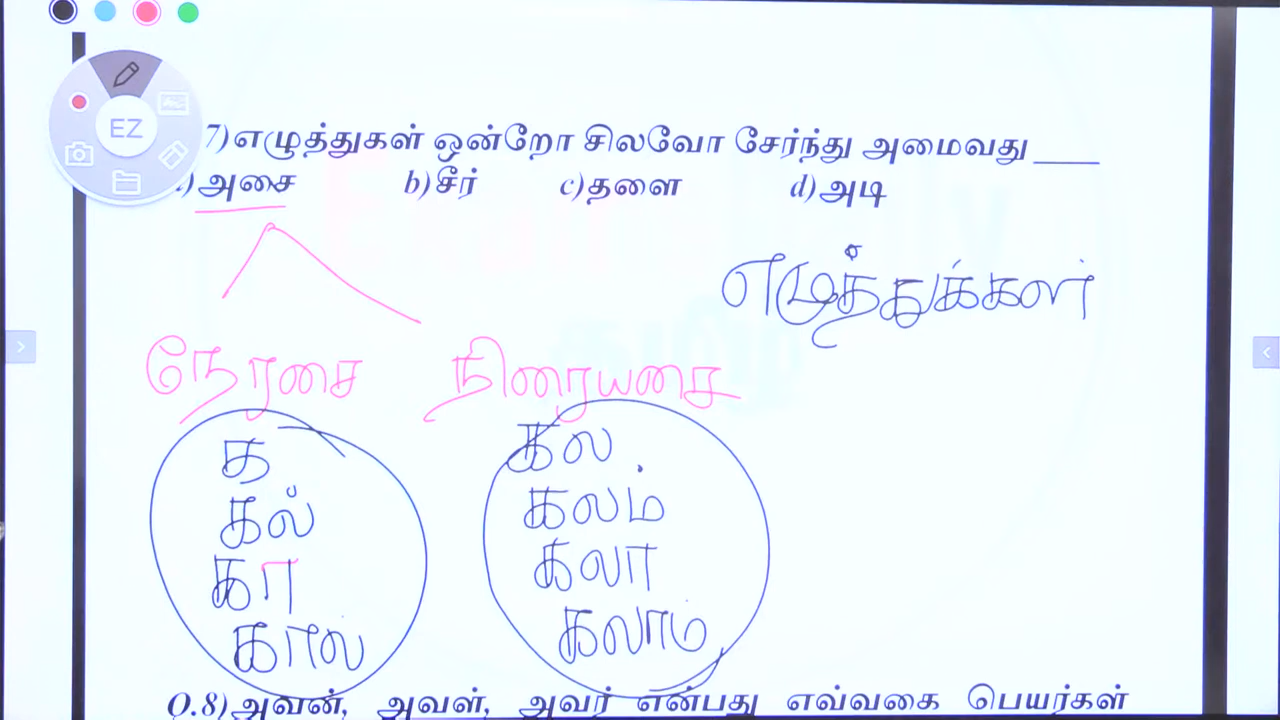 EZ
7)எழுத்துகள் ஒன்றோ சிலவோ சேர்ந்து அமைவது ____
)அசை b)சீர் c)தளை d)அடி
எழுத்துக்கள்
நேரசை நிரையசை
க கல
கல் கலம்
கா கலா
கால் கலாம்
Q.8)அவன், அவள், அவர் என்பது எவ்வகை பெயர்கள்